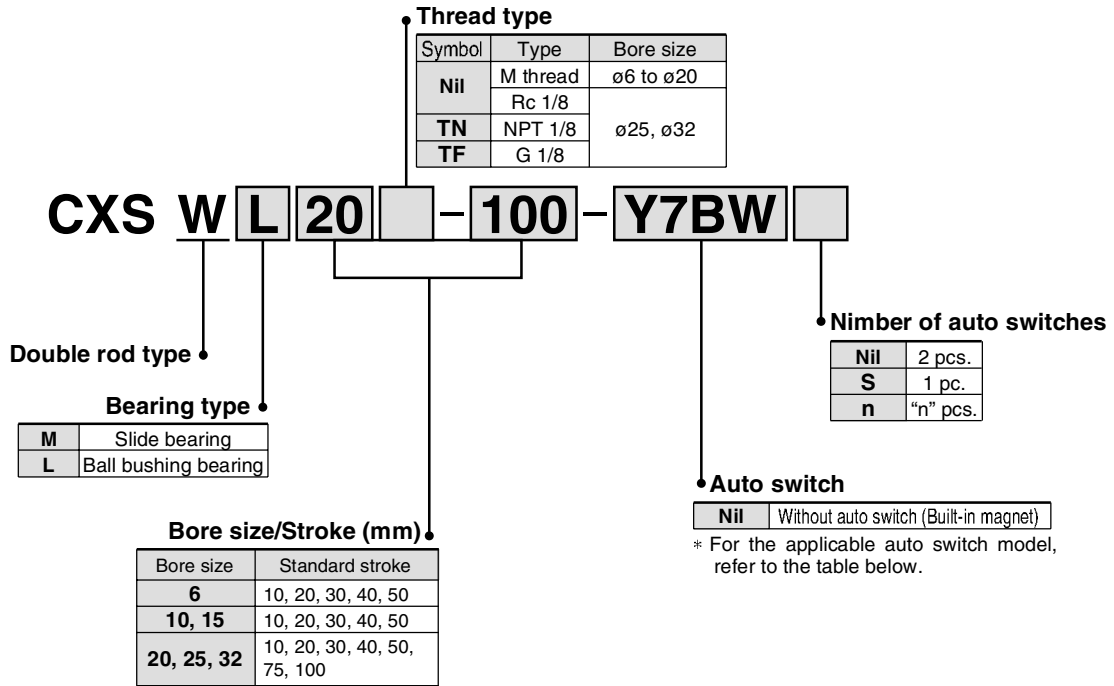 Thread type
Symbol Type Bore size
Nil M thread ø6 to ø20
Rc 1/8 ø25, ø32
TN NPT 1/8
TF G 1/8
CXS W L 20 - 100 - Y7BW
Double rod type
Bearing type
M Slide bearing
L Ball bushing bearing
Bore size/Stroke (mm)
Bore size Standard stroke
6 10, 20, 30, 40, 50
10, 15 10, 20, 30, 40, 50
20, 25, 32 10, 20, 30, 40, 50,
75, 100
Nimber of auto switches
Nil 2 pcs.
S 1 pc.
n “n” pcs.
Auto switch
Nil Without auto switch (Built-in magnet)
* For the applicable auto switch model,
refer to the table below.